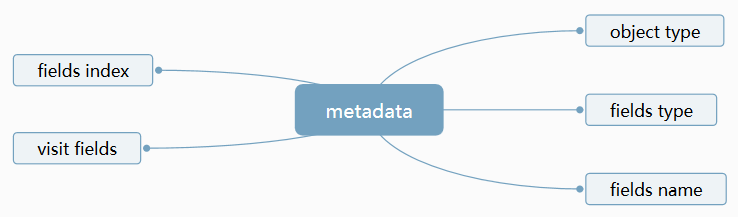 object type
fields index
metadata
fields type
visit fields
fields name